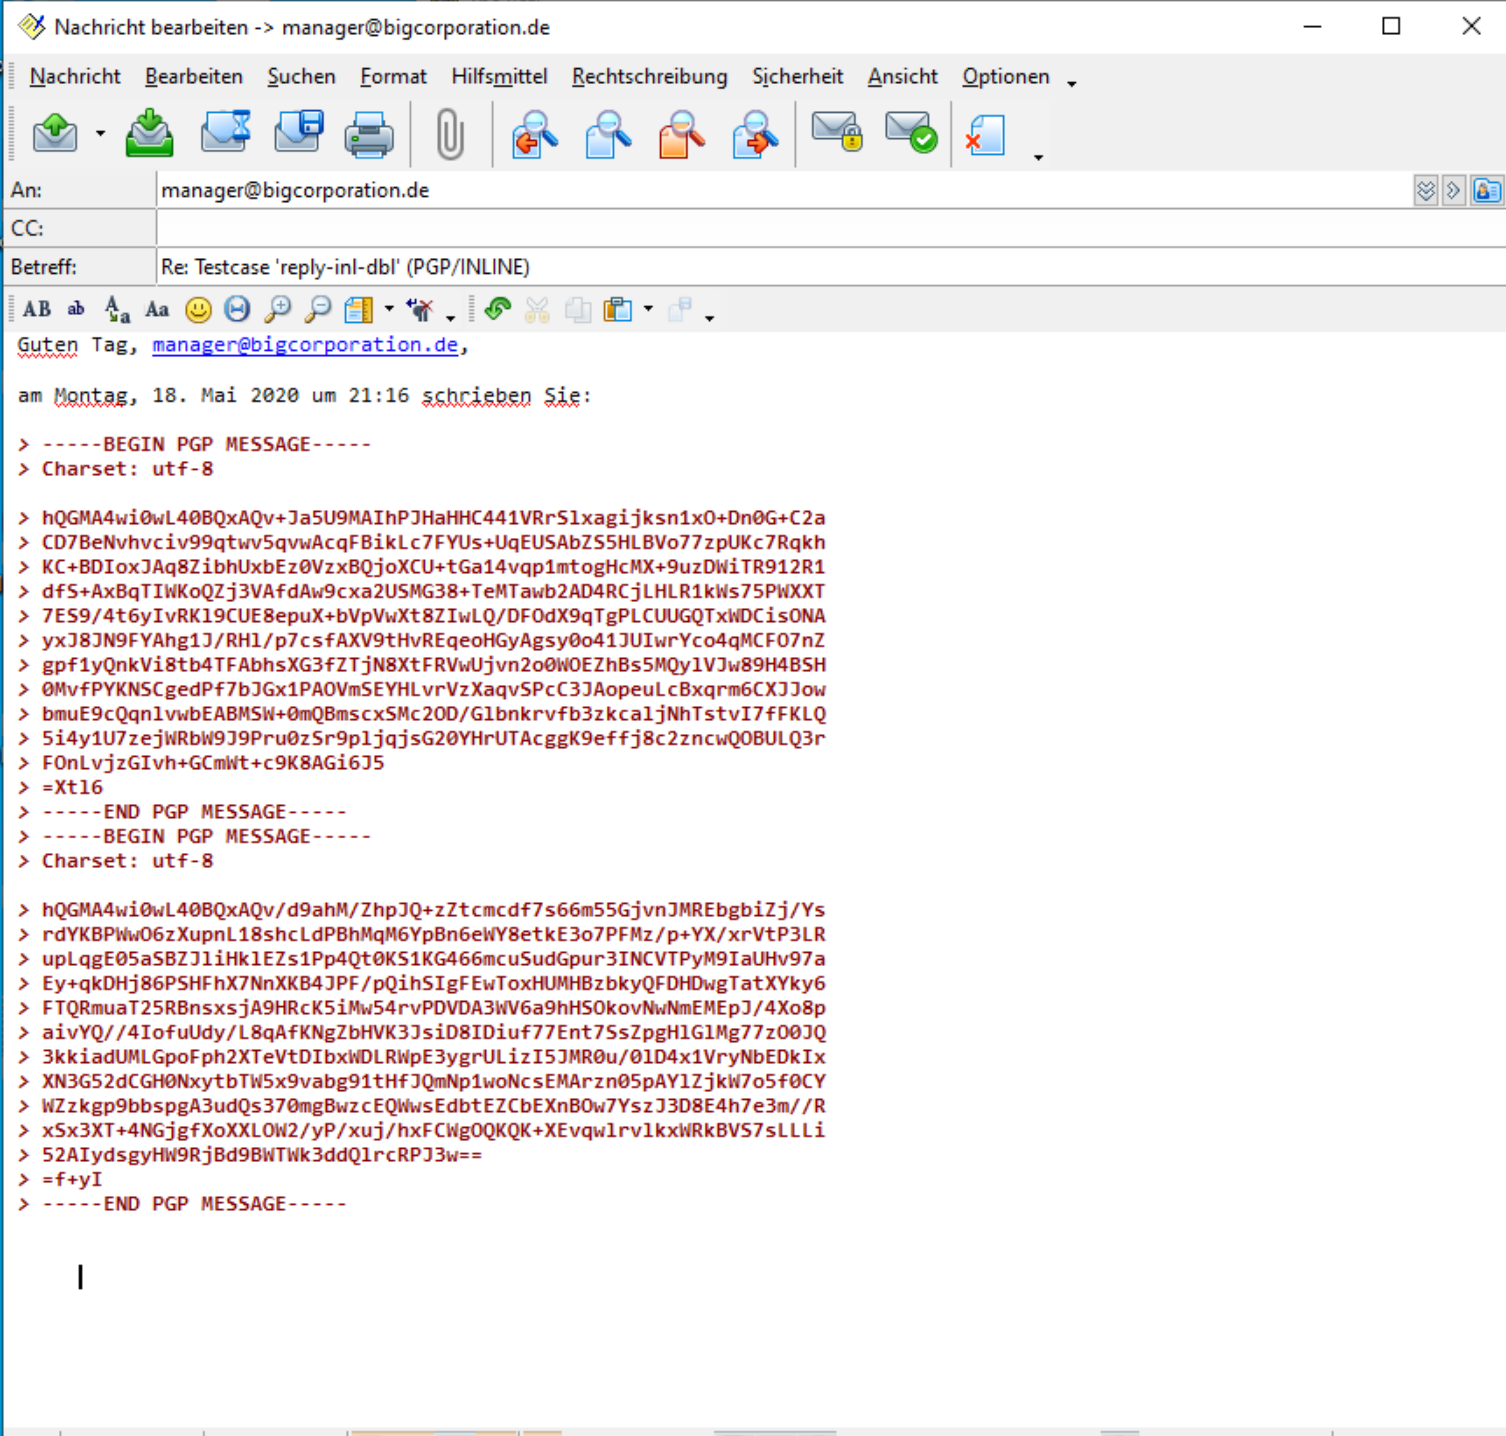 Nachricht bearbeiten -> manager@bigcorporation.de
Nachricht Bearbeiten Suchen Format Hilfsmittel Rechtschreibung Sicherheit Ansicht Optionen
An: manager@bigcorporation.de
CC:
Betreff: Re: Testcase 'reply-inl-dbl' (PGP/INLINE)
AB ab Aa Aa
Guten Tag, manager@bigcorporation.de,
am Montag, 18. Mai 2020 um 21:16 schrieben Sie:
> -----BEGIN PGP MESSAGE-----
> Charset: utf-8
> hQGMA4wi0wL40BQxAQv+Ja5U9MAIhPJHaHHC441VRrSlxagijksn1xO+Dn0G+C2a
> CD7BeNvhvciv99qtwv5qvwAcqFBikLc7FYUs+UqEUSAbZS5HLBVo77zpUKc7Rqkh
> KC+BDIoxJAq8ZibhUxbEz0VzxBQjoXCU+tGa14vqp1mtogHcMX+9uzDWiTR912R1
> dfS+AxBqTIWKoQZj3VAfdAw9cxa2USMG38+TeMTawb2AD4RCjLHLR1kWs75PWXXT
> 7ES9/4t6yIvRKl9CUE8epuX+bVpVwXt8ZIwLQ/DFOdX9qTgPLCUUGQTxWDCisONA
> yxJ8JN9FYAhg1J/RHl/p7csfAXV9tHvREqeoHGyAgsy0o41JUIwrYco4qMCFO7nZ
> gpf1yQnkVi8tb4TFAbhsXG3fZTjN8XtFRVwUjvn2o0WOEZhBs5MQylVJw89H4BSH
> 0MvfPYKNSCgedPf7bJGx1PAOVmSEYHLvrVzXaqvSPcC3JAopeuLcBxqrm6CXJJow
> bmuE9cQqnlvwbEABMSW+0mQBmscxSMc2OD/Glbnkrvfb3zkcaljNhTstvI7fFKLQ
> 5i4y1U7zejWRbW9J9Pru0zSr9pljqjsG20YHrUTAcggK9effj8c2zncwQOBULQ3r
> FOnLvjzGIvh+GCmWt+c9K8AGi6J5
> =Xtl6
> -----END PGP MESSAGE-----
> -----BEGIN PGP MESSAGE-----
> Charset: utf-8
> hQGMA4wi0wL40BQxAQv/d9ahM/ZhpJQ+zZtcmcdf7s66m55GjvnJMREbgbiZj/Ys
> rdYKBPWwO6zXupnL18shcLdPBhMqM6YpBn6eWY8etkE3o7PFMz/p+YX/xrVtP3LR
> upLqgE05aSBZJliHklEZs1Pp4Qt0KS1KG466mcuSudGpur3INCVTPyM9IaUHv97a
> Ey+qkDHj86PSHFhX7NnXKB4JPF/pQihSIgFEwToxHUMHBzbkyQFDHDwgTatXYky6
> FTQRmuaT25RBnsxsjA9HRcK5iMw54rvPDVDA3WV6a9hHSOkovNwNmEMEpJ/4Xo8p
> aivYQ//4IofuUdy/L8qAfKNgZbHVK3JsiD8IDiuf77Ent7SsZpgHlGlMg77zO0JQ
> 3kkiadUMLGpoFph2XTeVtDIbxWDLRWpE3ygrULizI5JMR0u/0lD4x1VryNbEDkIx
> XN3G52dCGH0NxytbTW5x9vabg91tHfJQmNp1woNcsEMArzn05pAYlZjkW7o5f0CY
> WZzkgp9bbspgA3udQs370mgBwzcEQWwsEdbtEZCbEXnBOw7YszJ3D8E4h7e3m//R
> xSx3XT+4NGjgfXoXXLOW2/yP/xuj/hxFCWgOQKQK+XEvqwlrvlkxWRkBVS7sLLLi
> 52AIydsgyHW9RjBd9BWTWk3ddQlrcRPJ3w==
> =f+yI
> -----END PGP MESSAGE-----